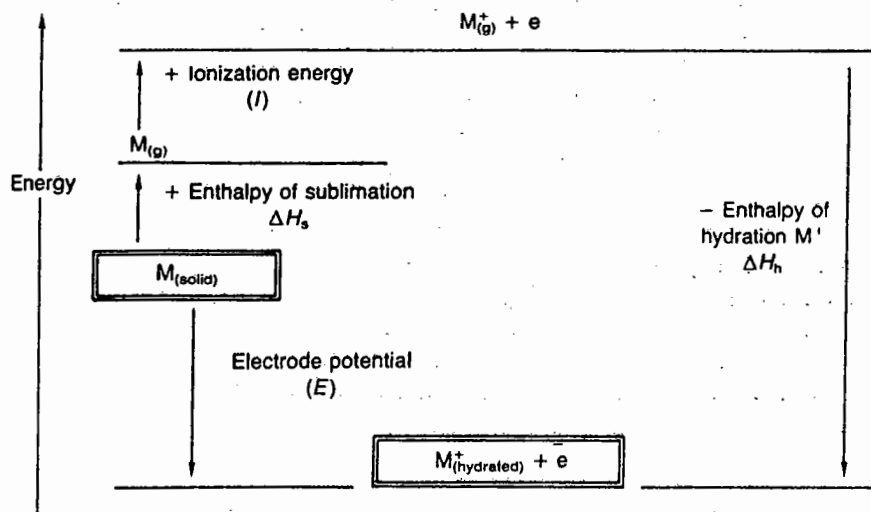 M⁺(g) + e
+ Ionization energy
(I)
M(g)
Energy
+ Enthalpy of sublimation
ΔHs
– Enthalpy of
hydration M'
ΔHh
M(solid)
Electrode potential
(E)
M⁺(hydrated) + e̅